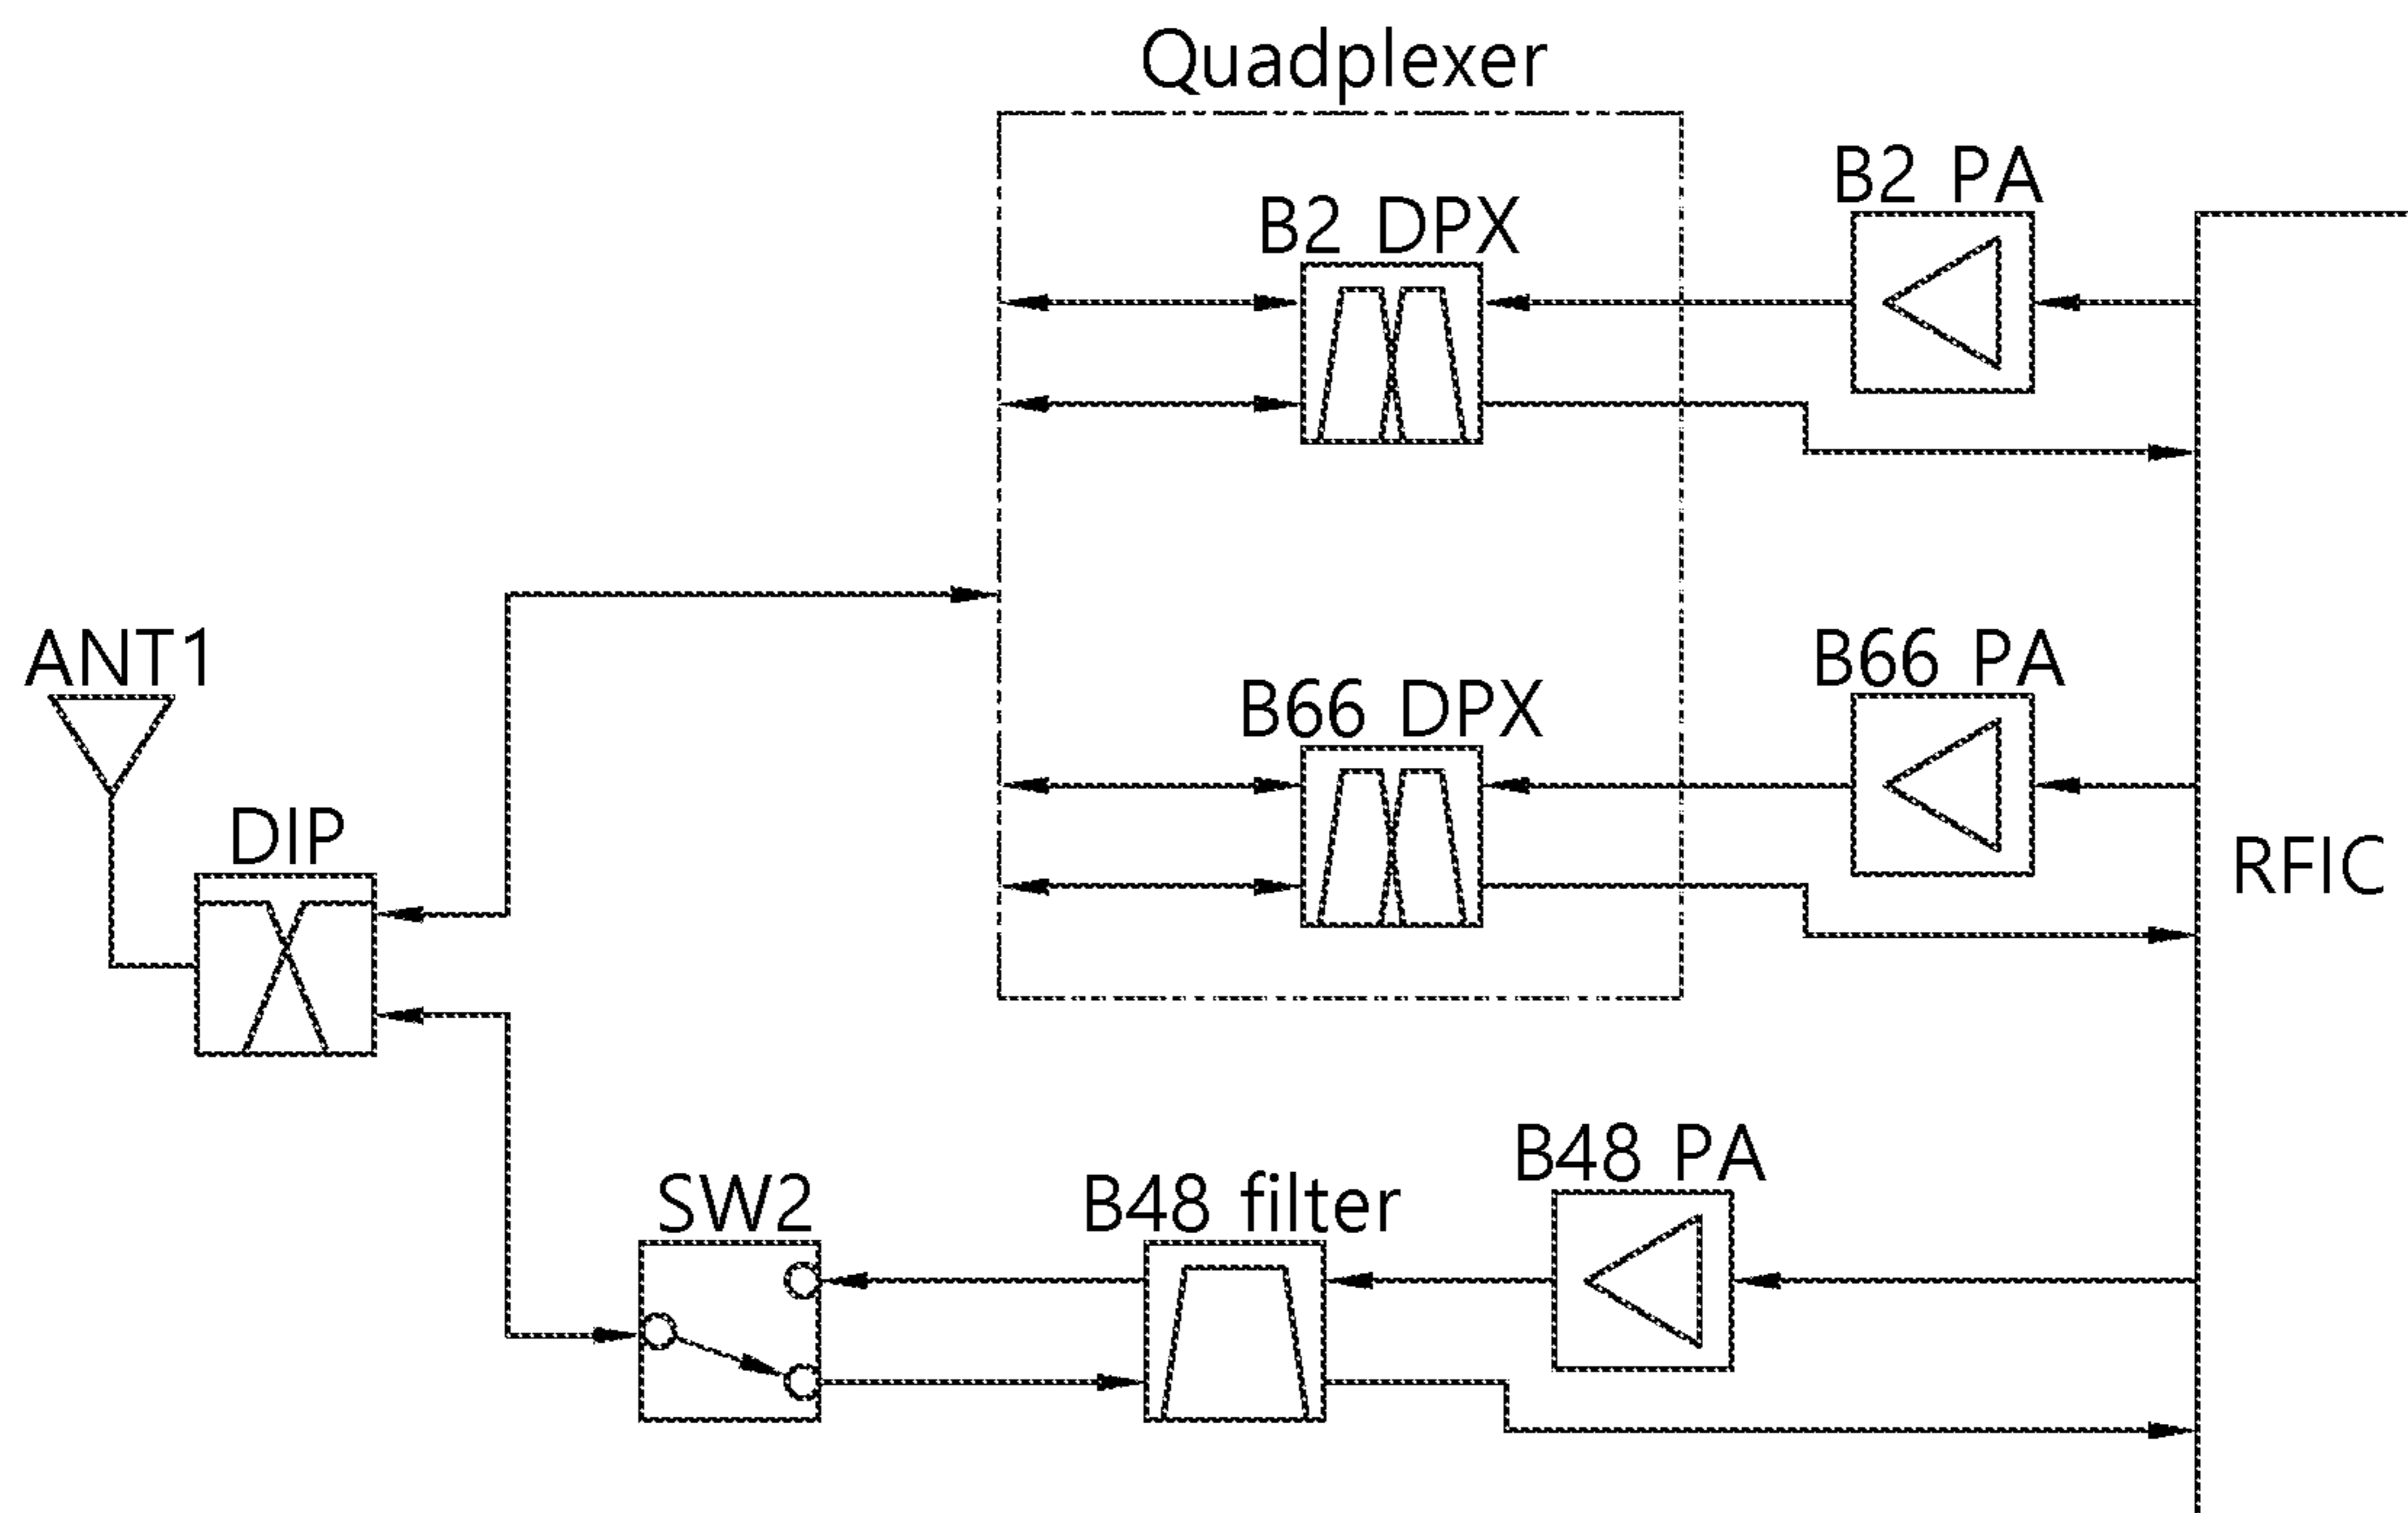 Quadplexer
B2 PA
B2 DPX
ANT1
B66 PA
B66 DPX
DIP
RFIC
B48 PA
SW2
B48 filter